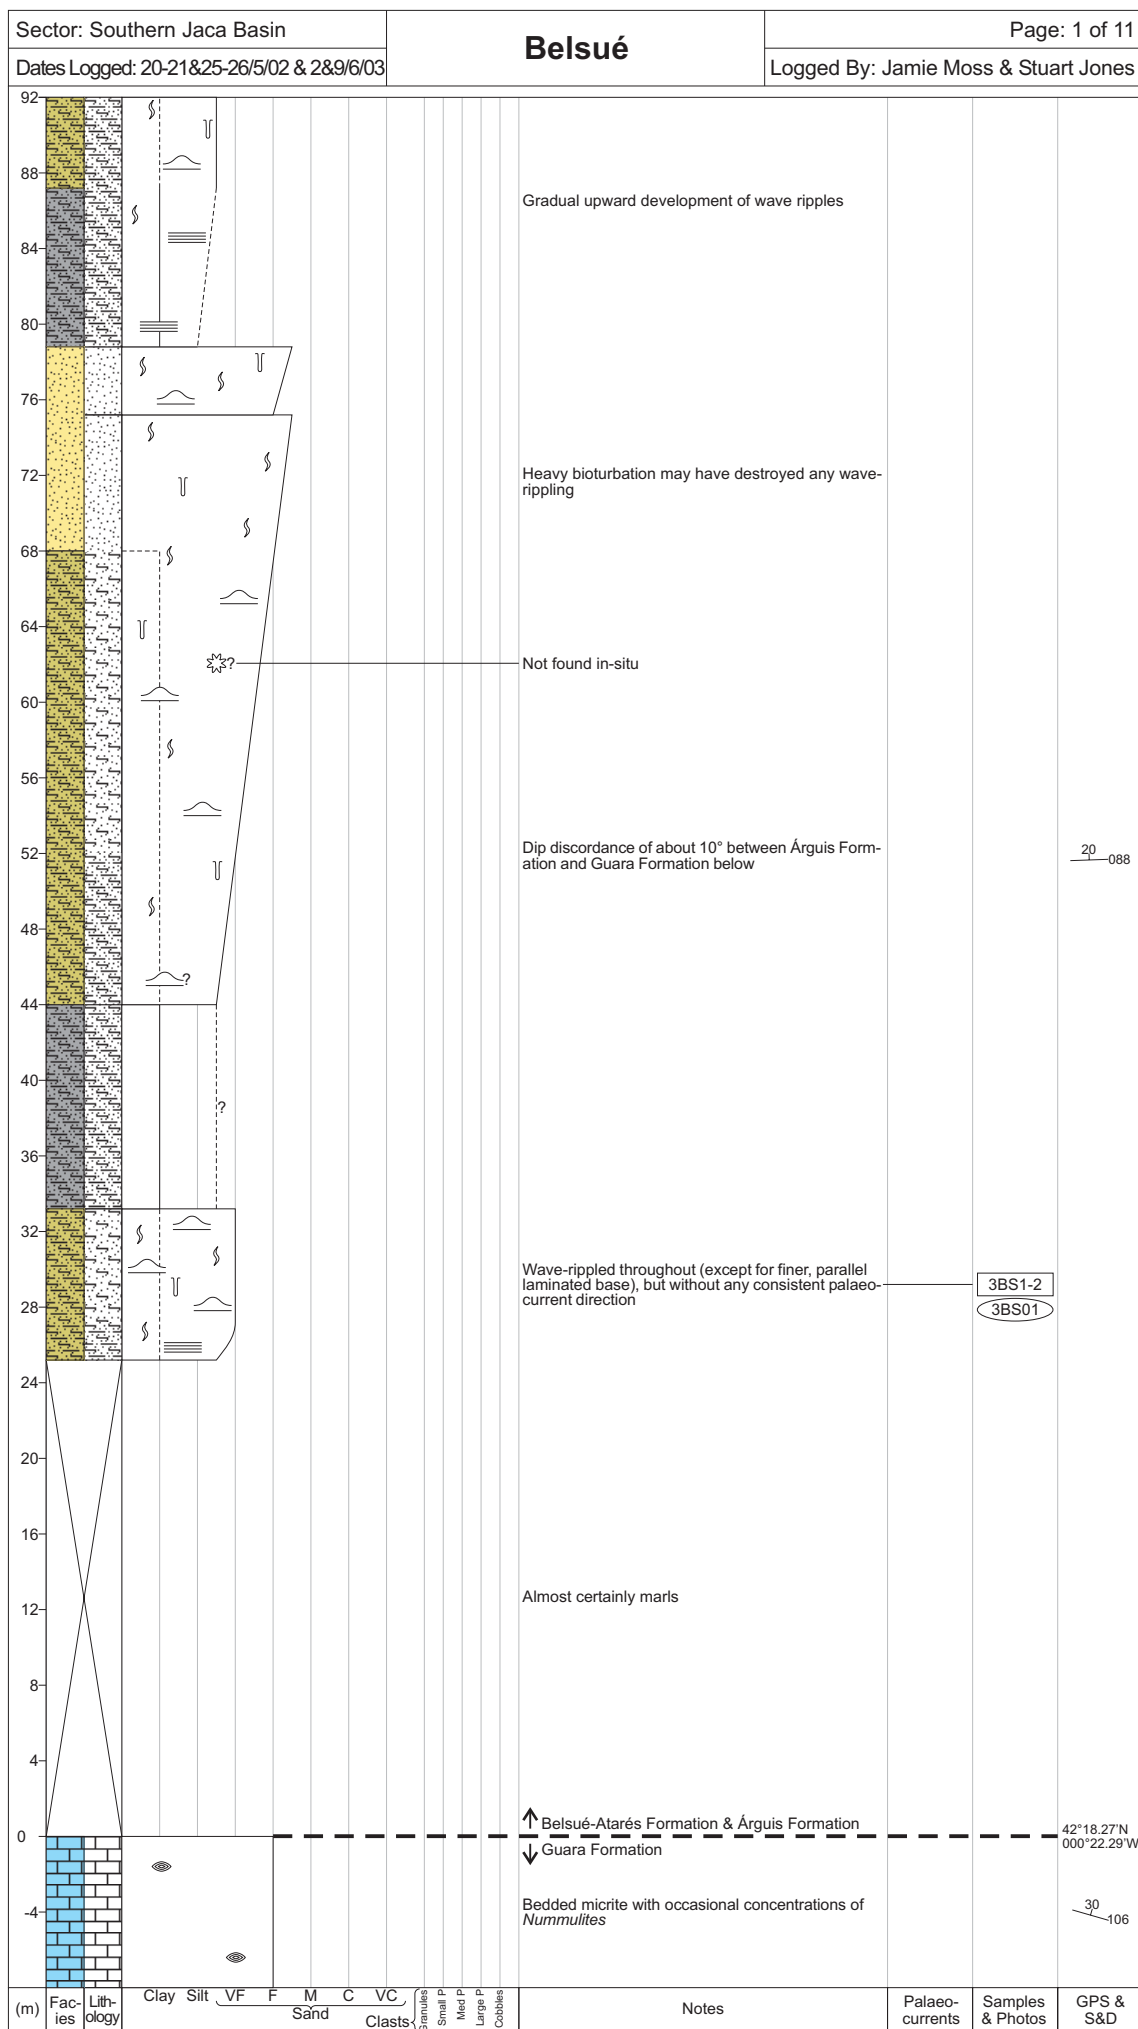 Sector: Southern Jaca Basin
Belsué
Page: 1 of 11
Dates Logged: 20-21&25-26/5/02 & 2&9/6/03
Logged By: Jamie Moss & Stuart Jones
92
88
Gradual upward development of wave ripples
84
80
76
72
Heavy bioturbation may have destroyed any wave-
rippling
68
64
?
Not found in-situ
60
56
52
Dip discordance of about 10° between Árguis Form-
ation and Guara Formation below
20
088
48
?
44
40
?
36
32
Wave-rippled throughout (except for finer, parallel
laminated base), but without any consistent palaeo-
current direction
3BS1-2
3BS01
28
24
20
16
Almost certainly marls
12
8
4
Belsué-Atarés Formation & Árguis Formation
0
42°18.27'N
000°22.29'W
Guara Formation
Bedded micrite with occasional concentrations of
Nummulites
-4
30
106
(m)
Fac-
ies
Lith-
ology
Clay Silt VF F M C VC
Sand
Clasts
Granules
Small P
Med P
Large P
Cobbles
Notes
Palaeo-
currents
Samples
& Photos
GPS &
S&D